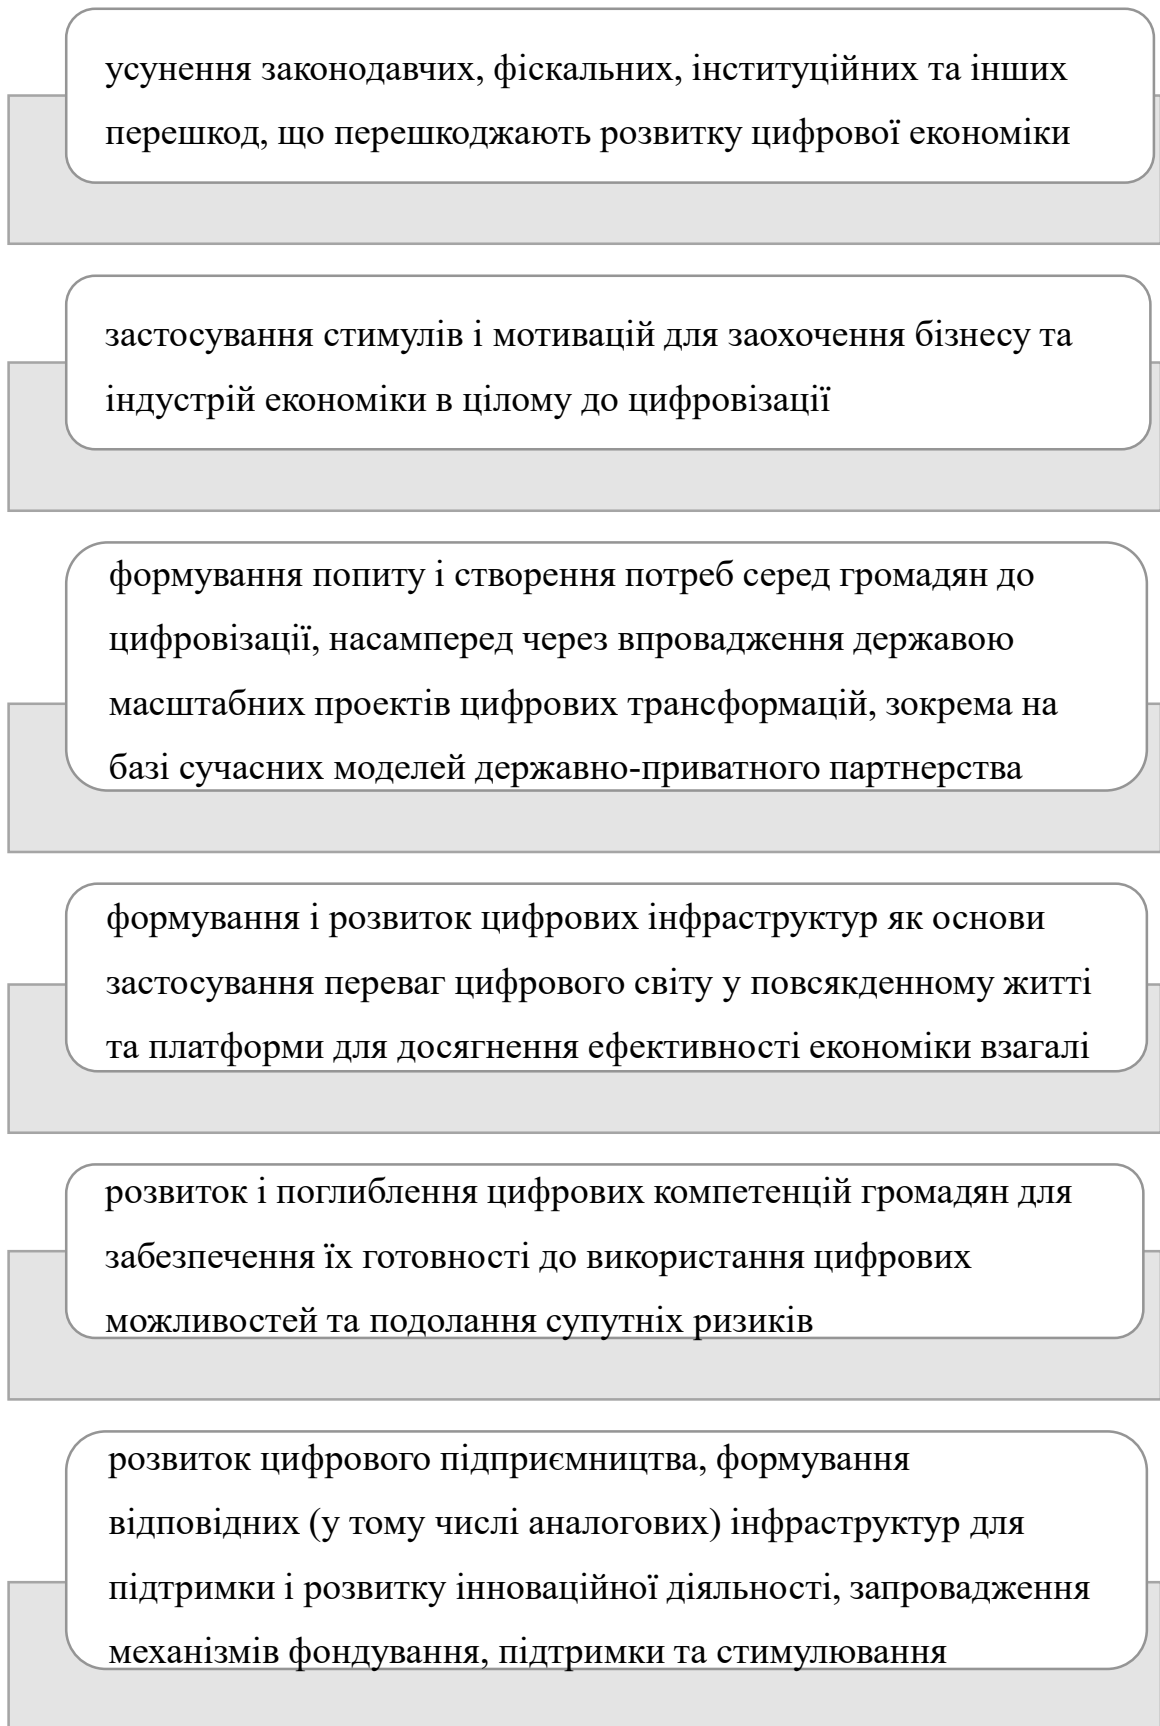 усунення законодавчих, фіскальних, інституційних та інших
перешкод, що перешкоджають розвитку цифрової економіки
застосування стимулів і мотивацій для заохочення бізнесу та
індустрій економіки в цілому до цифровізації
формування попиту і створення потреб серед громадян до
цифровізації, насамперед через впровадження державою
масштабних проектів цифрових трансформацій, зокрема на
базі сучасних моделей державно-приватного партнерства
формування і розвиток цифрових інфраструктур як основи
застосування переваг цифрового світу у повсякденному житті
та платформи для досягнення ефективності економіки взагалі
розвиток і поглиблення цифрових компетенцій громадян для
забезпечення їх готовності до використання цифрових
можливостей та подолання супутніх ризиків
розвиток цифрового підприємництва, формування
відповідних (у тому числі аналогових) інфраструктур для
підтримки і розвитку інноваційної діяльності, запровадження
механізмів фондування, підтримки та стимулювання